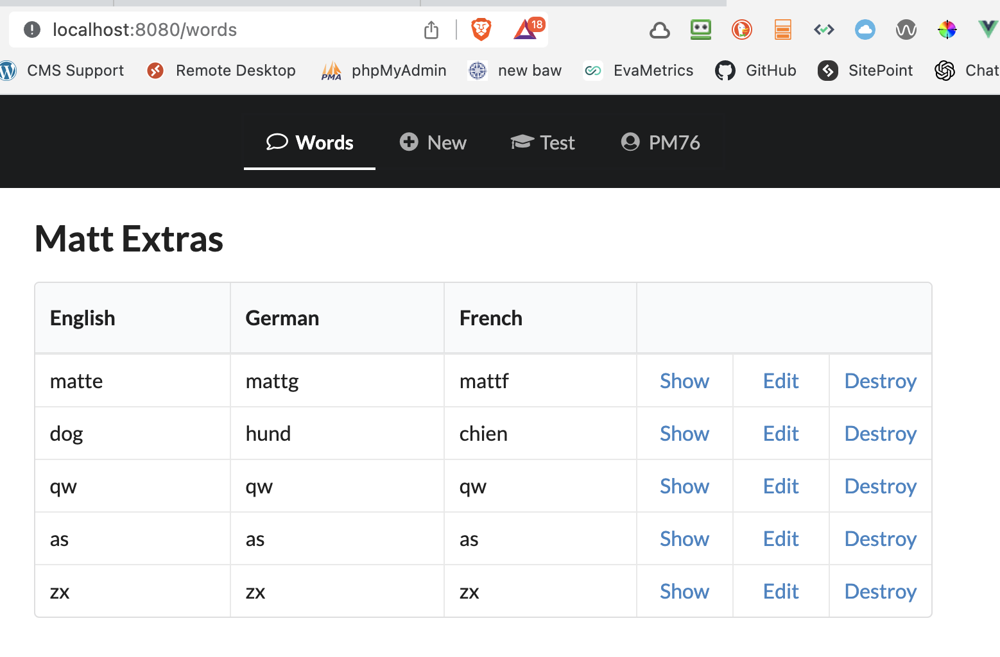 localhost:8080/words 18
CMS Support Remote Desktop PMA phpMyAdmin new baw EvaMetrics GitHub SitePoint Chat
Words New Test PM76
Matt Extras
English German French
matte mattg mattf Show Edit Destroy
dog hund chien Show Edit Destroy
qw qw qw Show Edit Destroy
as as as Show Edit Destroy
zx zx zx Show Edit Destroy